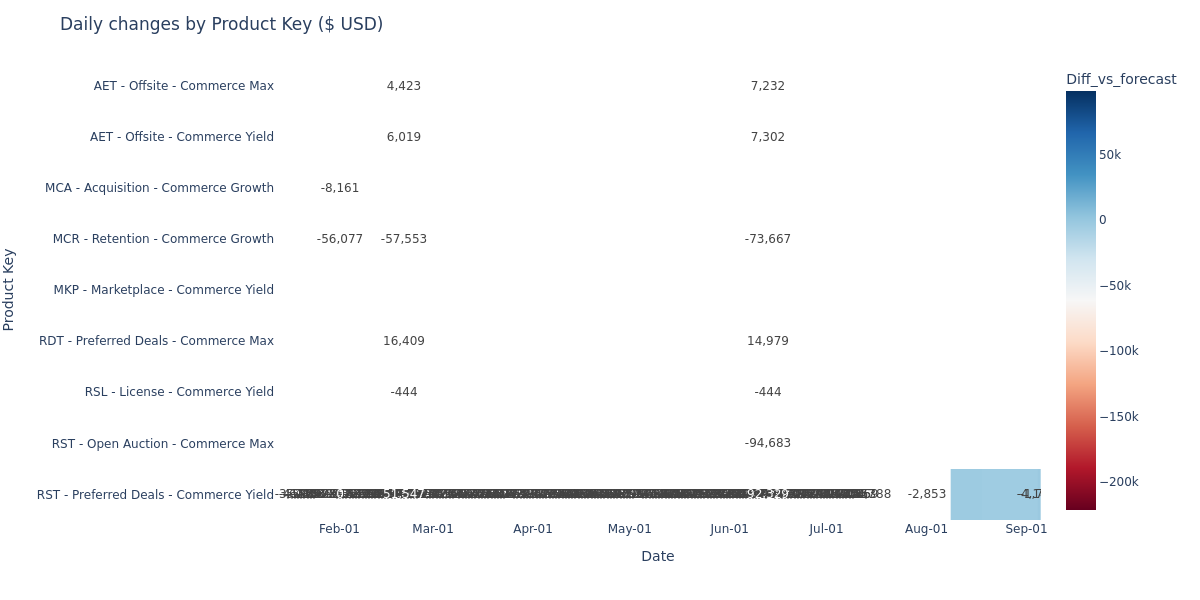 Daily changes by Product Key ($ USD)
Diff_vs_forecast
AET - Offsite - Commerce Max 4,423 7,232
AET - Offsite - Commerce Yield 6,019 7,302
MCA - Acquisition - Commerce Growth -8,161
MCR - Retention - Commerce Growth -56,077 -57,553 -73,667
MKP - Marketplace - Commerce Yield
RDT - Preferred Deals - Commerce Max 16,409 14,979
RSL - License - Commerce Yield -444 -444
RST - Open Auction - Commerce Max -94,683
RST - Preferred Deals - Commerce Yield -2,853
Feb-01 Mar-01 Apr-01 May-01 Jun-01 Jul-01 Aug-01 Sep-01
Date
Product Key
50k
0
−50k
−100k
−150k
−200k